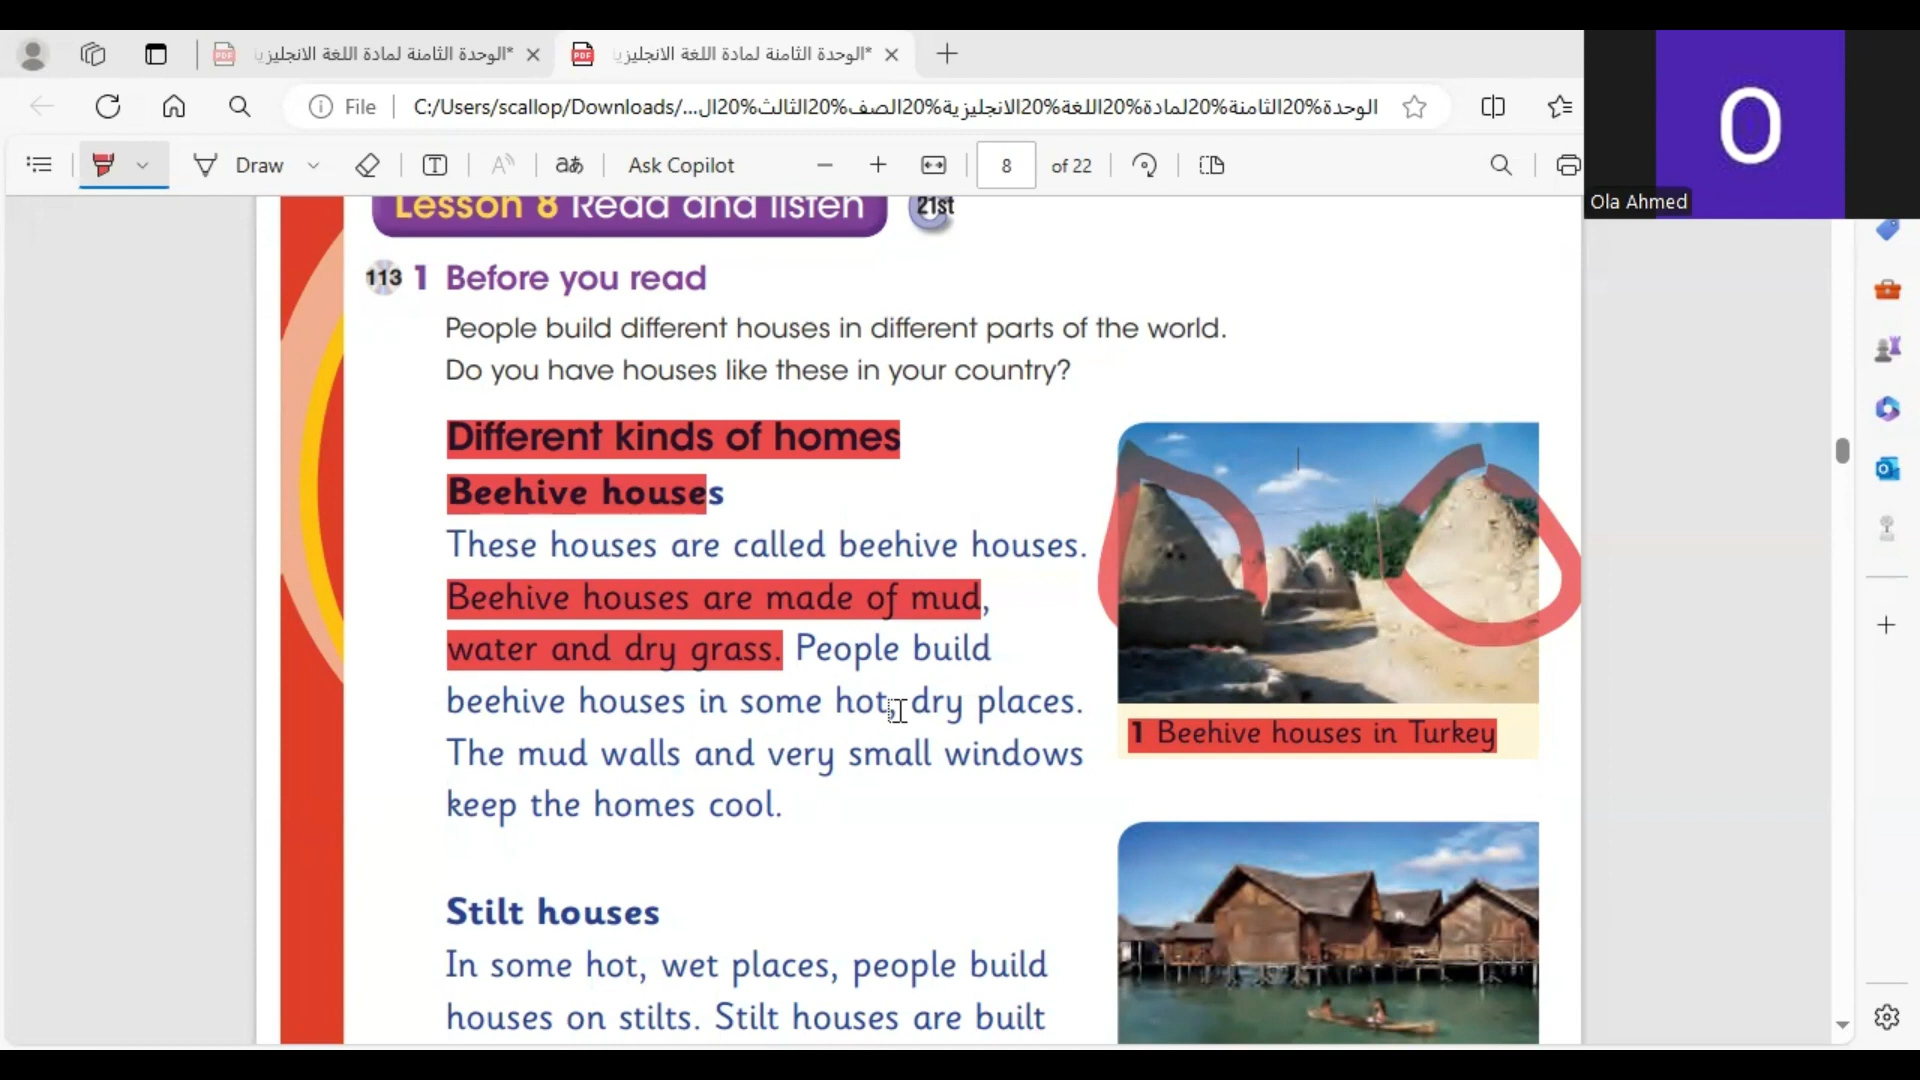 *الوحدة الثامنة لمادة اللغة الانجليزي
*الوحدة الثامنة لمادة اللغة الانجليزي
File
C:/Users/scallop/Downloads/...ال%20الثالث%20الصف%20الانجليزية%20اللغة%20لمادة%20الثامنة%20الوحدة
Draw
aあ
Ask Copilot
8 of 22
O
Ola Ahmed
Lesson 8 Read and listen
21st
113 1 Before you read
People build different houses in different parts of the world.
Do you have houses like these in your country?
Different kinds of homes
Beehive houses
These houses are called beehive houses.
Beehive houses are made of mud,
water and dry grass. People build
beehive houses in some hot, dry places.
The mud walls and very small windows
keep the homes cool.
1 Beehive houses in Turkey
Stilt houses
In some hot, wet places, people build
houses on stilts. Stilt houses are built